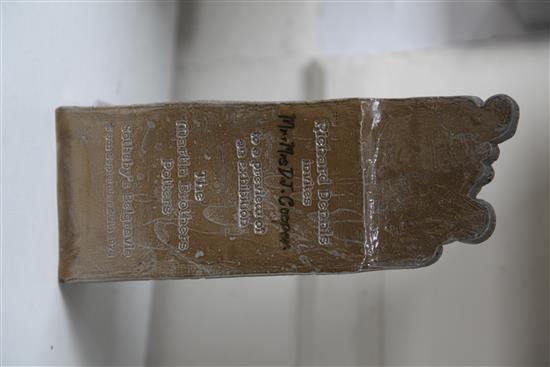 Richard Dennis
invites
Mr. Mrs D.J. Cooper
to a preview of
an exhibition
The
Martin Brothers
Potters
Sotheby's Belgravia